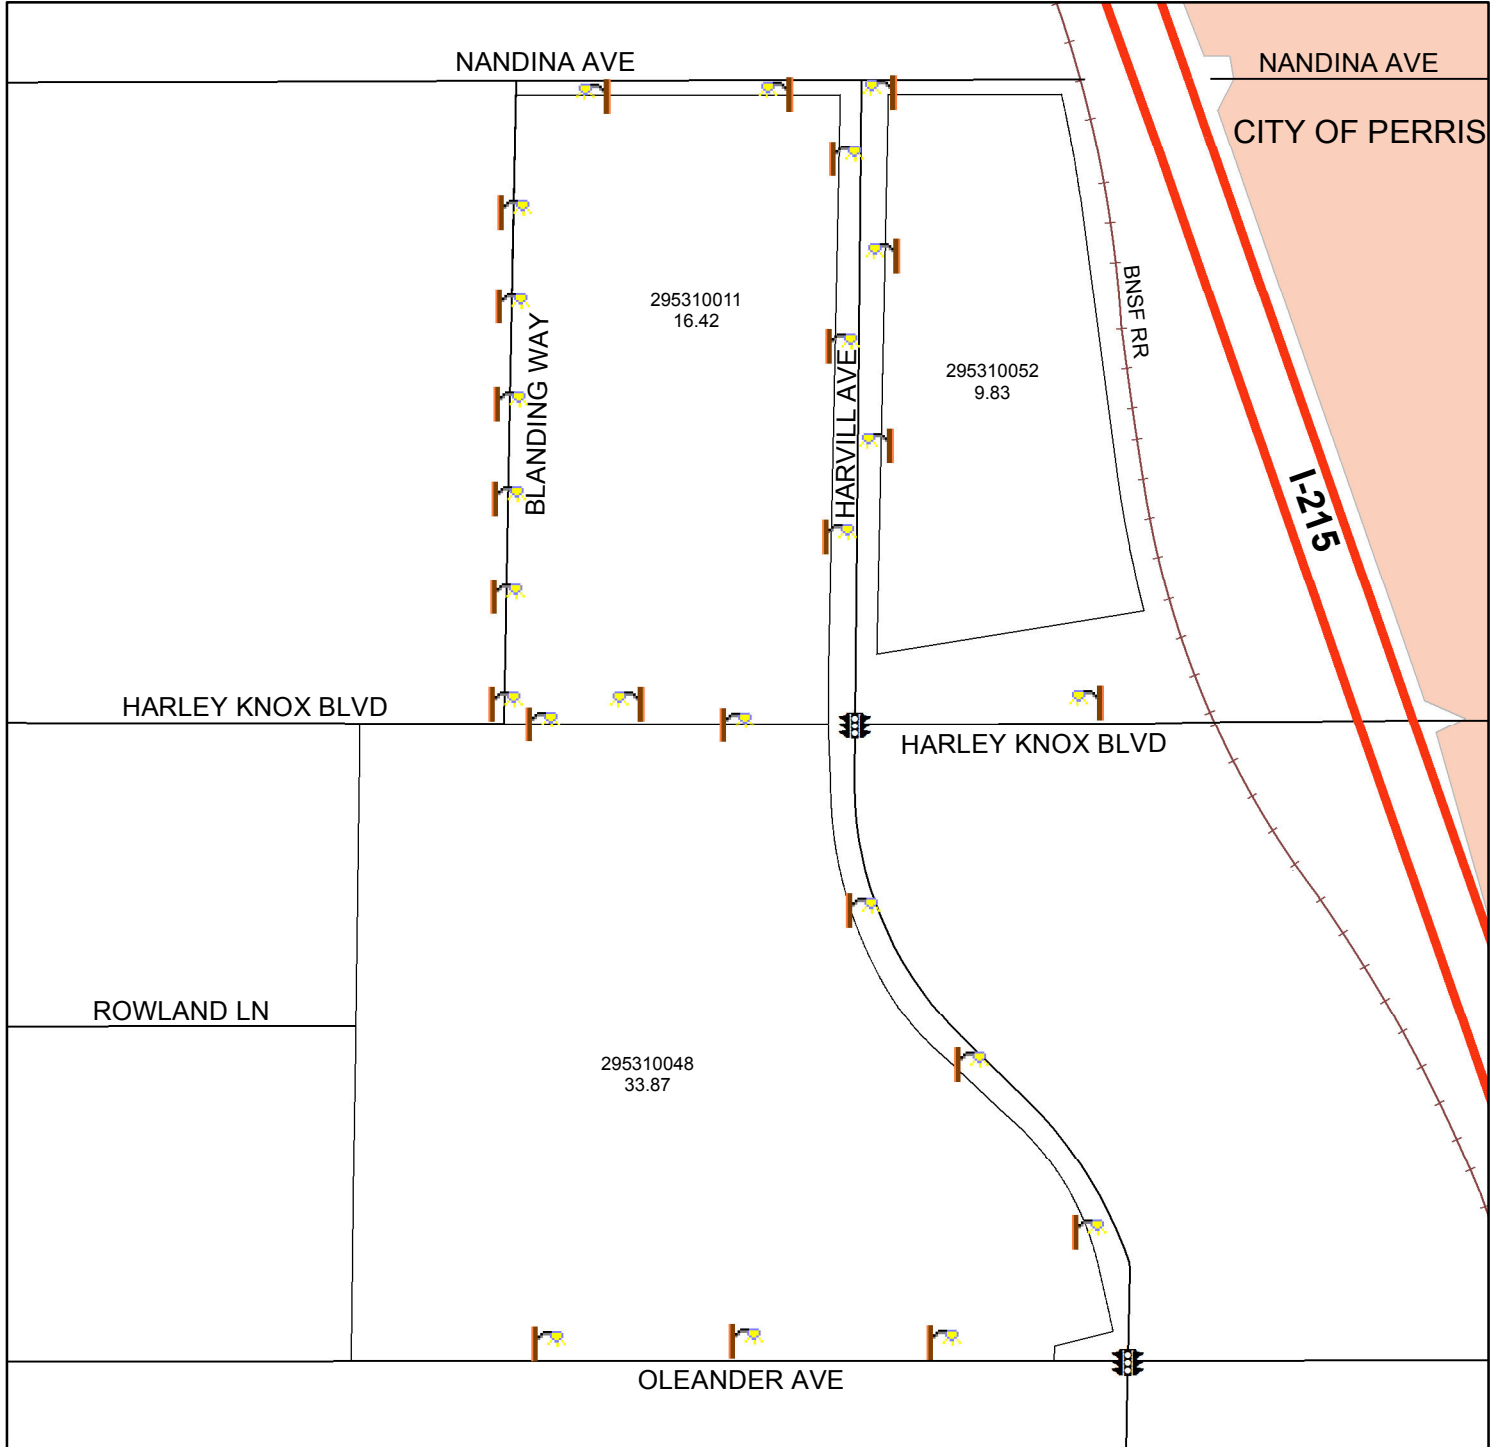 NANDINA AVE
NANDINA AVE
CITY OF PERRIS
295310011
16.42
BNSF RR
BLANDING WAY
HARVILL AVE
295310052
9.83
I-215
HARLEY KNOX BLVD
HARLEY KNOX BLVD
ROWLAND LN
295310048
33.87
OLEANDER AVE